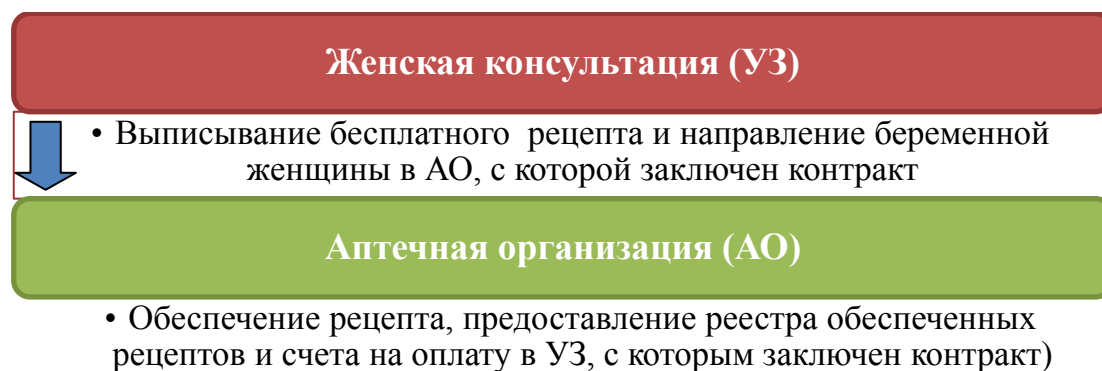 Женская консультация (УЗ)
• Выписывание бесплатного рецепта и направление беременной
женщины в АО, с которой заключен контракт
Аптечная организация (АО)
• Обеспечение рецепта, предоставление реестра обеспеченных
рецептов и счета на оплату в УЗ, с которым заключен контракт)